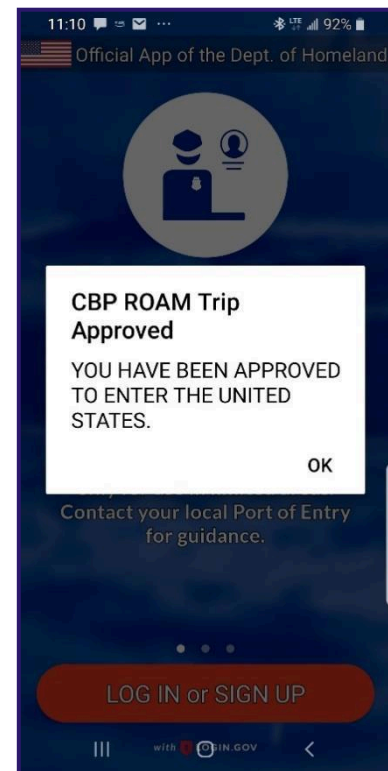 11:10
92%
Official App of the Dept. of Homeland
CBP ROAM Trip
Approved
YOU HAVE BEEN APPROVED
TO ENTER THE UNITED
STATES.
OK
Contact your local Port of Entry
for guidance.
LOG IN or SIGN UP
with LOGIN.GOV